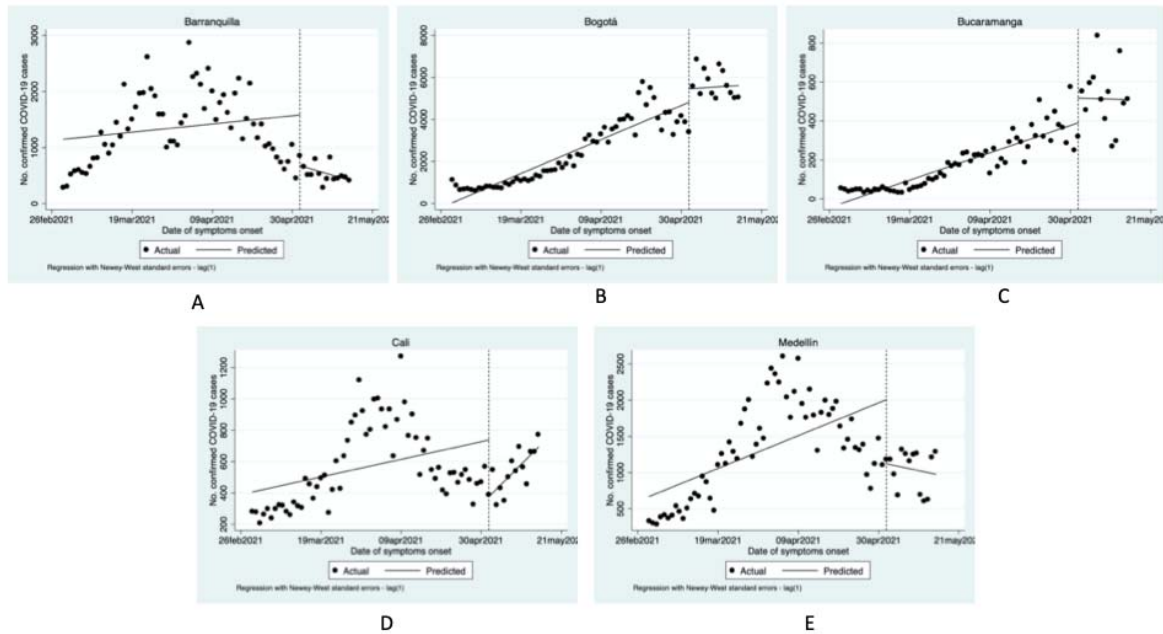 Barranquilla
No. confirmed COVID-19 cases
3000
2000
1000
0
26feb2021 19mar2021 09apr2021 30apr2021 21may202
Date of symptoms onset
Actual Predicted
Regression with Newey-West standard errors - lag(1)
A
Bogotá
No. confirmed COVID-19 cases
8000
6000
4000
2000
0
26feb2021 19mar2021 09apr2021 30apr2021 21may202
Date of symptoms onset
Actual Predicted
Regression with Newey-West standard errors - lag(1)
B
Bucaramanga
No. confirmed COVID-19 cases
800
600
400
200
0
26feb2021 19mar2021 09apr2021 30apr2021 21may202
Date of symptoms onset
Actual Predicted
Regression with Newey-West standard errors - lag(1)
C
Cali
No. confirmed COVID-19 cases
1200
1000
800
600
400
200
26feb2021 19mar2021 09apr2021 30apr2021 21may202
Date of symptoms onset
Actual Predicted
Regression with Newey-West standard errors - lag(1)
D
Medellín
No. confirmed COVID-19 cases
2500
2000
1500
1000
500
26feb2021 19mar2021 09apr2021 30apr2021 21may202
Date of symptoms onset
Actual Predicted
Regression with Newey-West standard errors - lag(1)
E